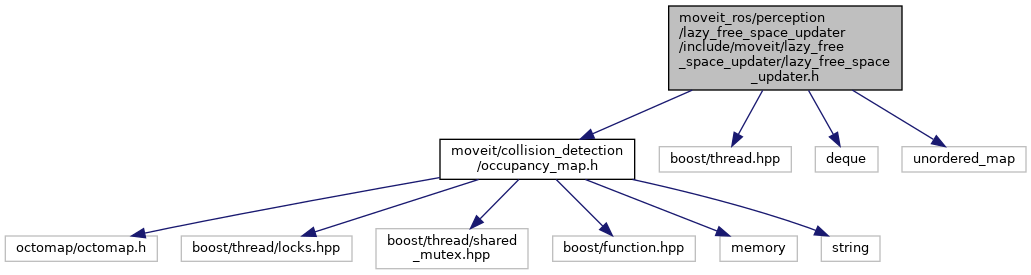 moveit_ros/perception
/lazy_free_space_updater
/include/moveit/lazy_free
_space_updater/lazy_free_space
_updater.h
moveit/collision_detection
/occupancy_map.h
boost/thread.hpp
deque
unordered_map
octomap/octomap.h
boost/thread/locks.hpp
boost/thread/shared
_mutex.hpp
boost/function.hpp
memory
string